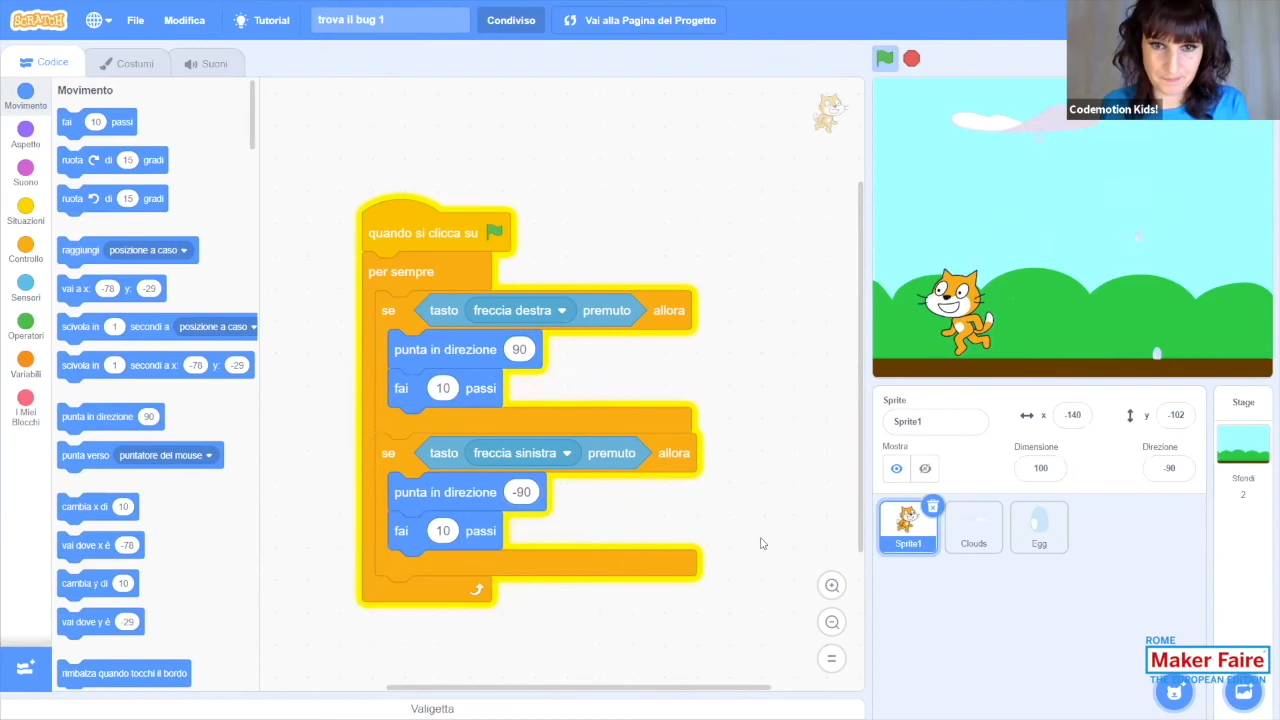 SCRATCH
File
Modifica
Tutorial
trova il bug 1
Condiviso
Vai alla Pagina del Progetto
Codemotion Kids!
Codice
Costumi
Suoni
Movimento
Aspetto
Suono
Situazioni
Controllo
Sensori
Operatori
Variabili
I Miei
Blocchi
Movimento
fai 10 passi
ruota di 15 gradi
ruota di 15 gradi
raggiungi posizione a caso
vai a x: -78 y: -29
scivola in 1 secondi a posizione a caso
scivola in 1 secondi a x: -78 y: -29
punta in direzione 90
punta verso puntatore del mouse
cambia x di 10
vai dove x è -78
cambia y di 10
vai dove y è -29
rimbalza quando tocchi il bordo
quando si clicca su
per sempre
se tasto freccia destra premuto allora
punta in direzione 90
fai 10 passi
se tasto freccia sinistra premuto allora
punta in direzione -90
fai 10 passi
Valigetta
Sprite
Sprite1
x -140
y -102
Mostra
Dimensione
100
Direzione
-90
Sprite1
Clouds
Egg
Stage
Sfondi
2
ROME
Maker Faire
THE EUROPEAN EDITION